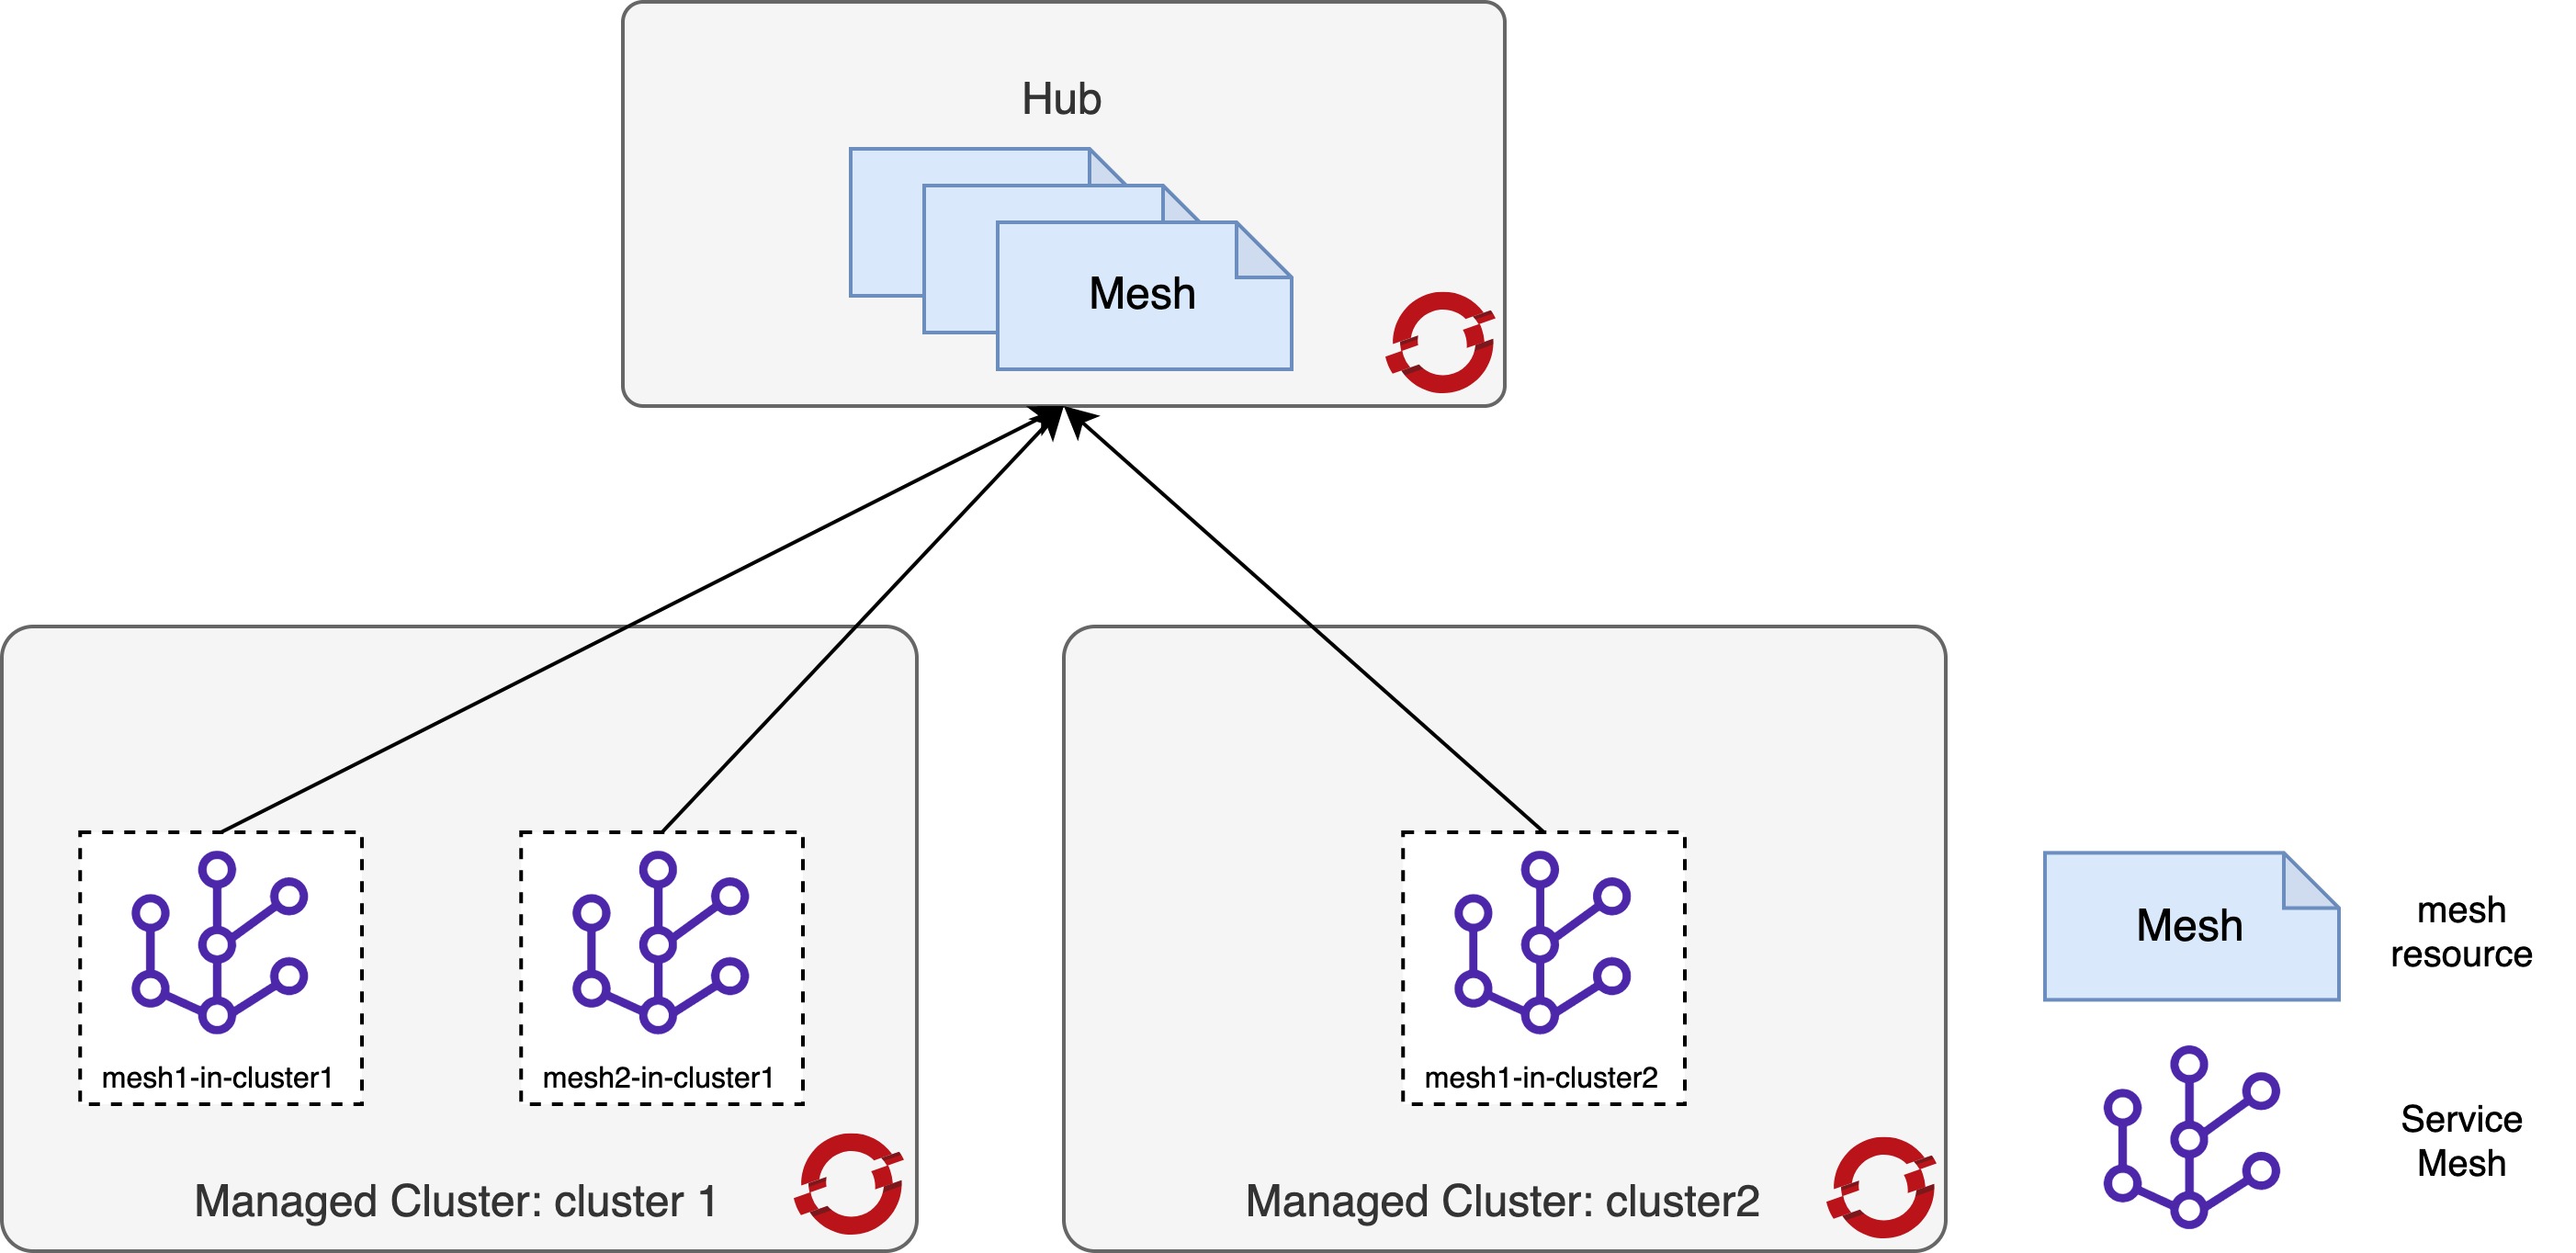 Hub
Mesh
mesh1-in-cluster1
mesh2-in-cluster1
mesh1-in-cluster2
Managed Cluster: cluster 1
Managed Cluster: cluster2
Mesh
mesh
resource
Service
Mesh